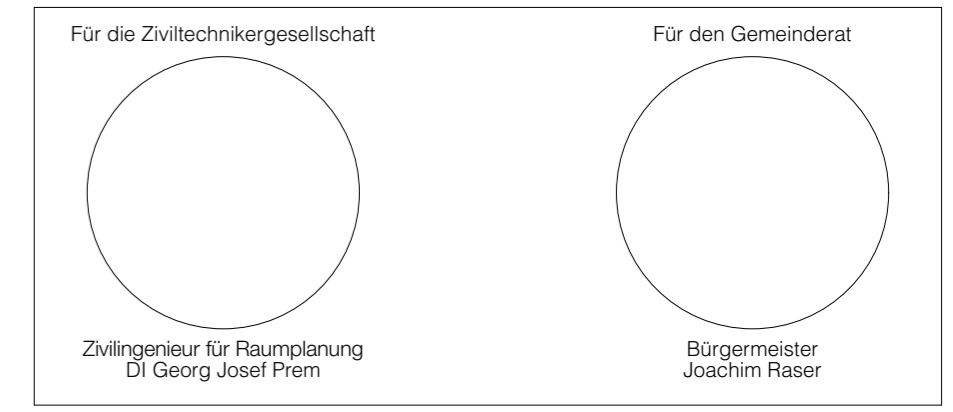 Für die Ziviltechnikergesellschaft
Zivilingenieur für Raumplanung
DI Georg Josef Prem
Für den Gemeinderat
Bürgermeister
Joachim Raser